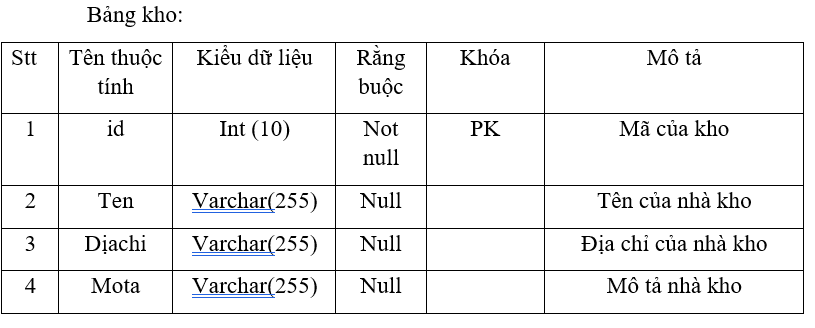 Bảng kho:
Stt Tên thuộc Kiểu dữ liệu Rằng Khóa Mô tả
tính buộc
1 id Int (10) Not PK Mã của kho
null
2 Ten Varchar(255) Null Tên của nhà kho
3 Dịachi Varchar(255) Null Địa chỉ của nhà kho
4 Mota Varchar(255) Null Mô tả nhà kho